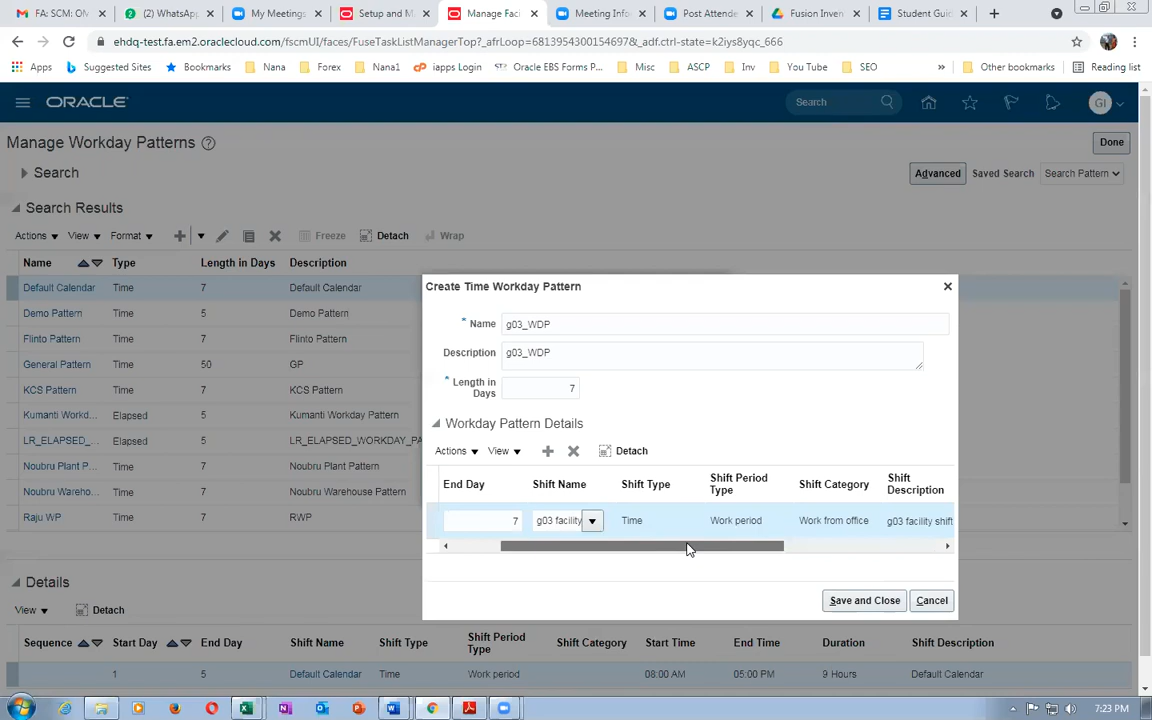 FA: SCM: OM
(2) WhatsApp
My Meetings
Setup and M
Manage Faci
Meeting Info
Post Attende
Fusion Inven
Student Guid
ehdq-test.fa.em2.oraclecloud.com/fscmUI/faces/FuseTaskListManagerTop?_afrLoop=6813954300154697&_adf.ctrl-state=k2iys8yqc_666
Apps Suggested Sites Bookmarks Nana Forex Nana1 iapps Login Oracle EBS Forms P... Misc ASCP Inv You Tube SEO » Other bookmarks Reading list
ORACLE Search GI
Manage Workday Patterns ? Done
Search Advanced Saved Search Search Pattern
Search Results
Actions View Format Freeze Detach Wrap
Name Type Length in Days Description
Default Calendar Time 7 Default Calendar
Demo Pattern Time 5 Demo Pattern
Flinto Pattern Time 7 Flinto Pattern
General Pattern Time 50 GP
KCS Pattern Time 7 KCS Pattern
Kumanti Workd... Elapsed 5 Kumanti Workday Pattern
LR_ELAPSED_... Elapsed 5 LR_ELAPSED_WORKDAY_PA
Noubru Plant P... Time 7 Noubru Plant Pattern
Noubru Wareho... Time 7 Noubru Warehouse Pattern
Raju WP Time 7 RWP
Create Time Workday Pattern
* Name g03_WDP
Description g03_WDP
* Length in Days 7
Workday Pattern Details
Actions View Detach
End Day Shift Name Shift Type Shift Period Type Shift Category Shift Description
7 g03 facility Time Work period Work from office g03 facility shift
Save and Close Cancel
Details
View Detach
Sequence Start Day End Day Shift Name Shift Type Shift Period Type Shift Category Start Time End Time Duration Shift Description
1 5 Default Calendar Time Work period 08:00 AM 05:00 PM 9 Hours Default Calendar
7:23 PM